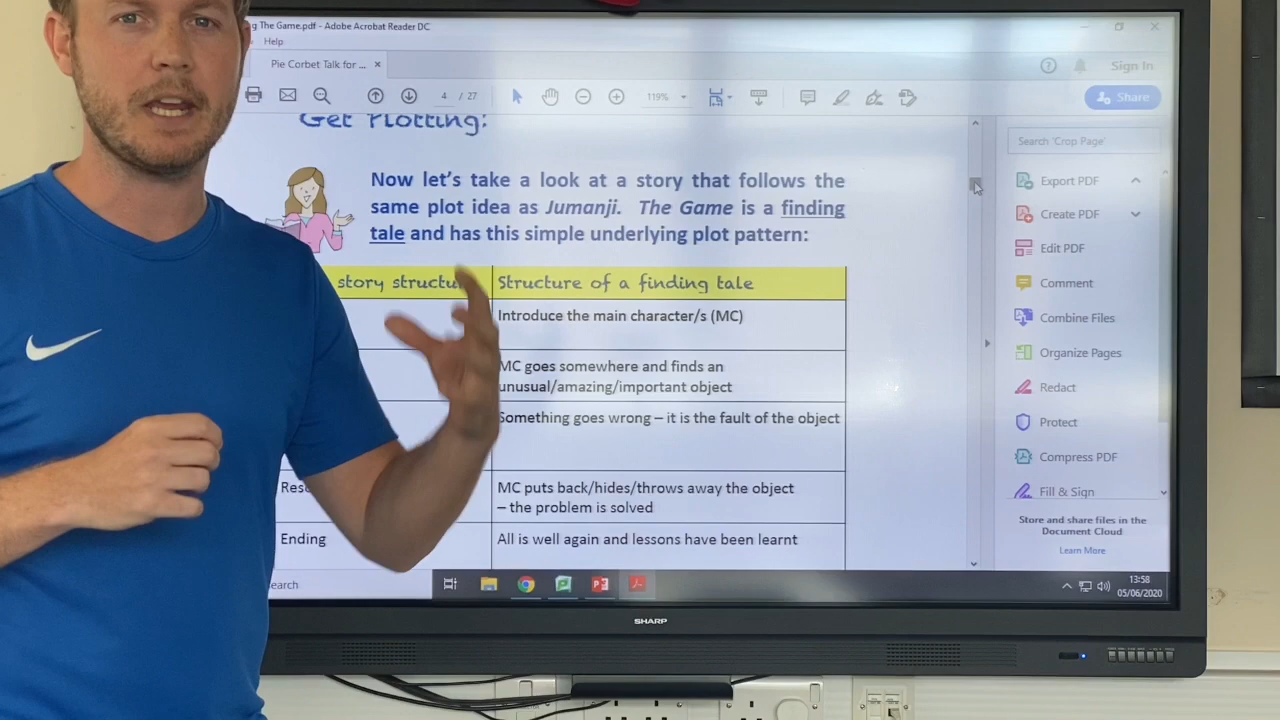 g The Game.pdf - Adobe Acrobat Reader DC
Help
Pie Corbet Talk for ... ×
Sign In
4 / 27
119%
Share
Get Plotting:
Search 'Crop Page'
Now let's take a look at a story that follows the
same plot idea as Jumanji. The Game is a finding
tale and has this simple underlying plot pattern:
story structu
Structure of a finding tale
Introduce the main character/s (MC)
MC goes somewhere and finds an
unusual/amazing/important object
Something goes wrong – it is the fault of the object
Reso
MC puts back/hides/throws away the object
– the problem is solved
Ending
All is well again and lessons have been learnt
Export PDF
Create PDF
Edit PDF
Comment
Combine Files
Organize Pages
Redact
Protect
Compress PDF
Fill & Sign
Store and share files in the
Document Cloud
Learn More
search
13:58
05/06/2020
SHARP